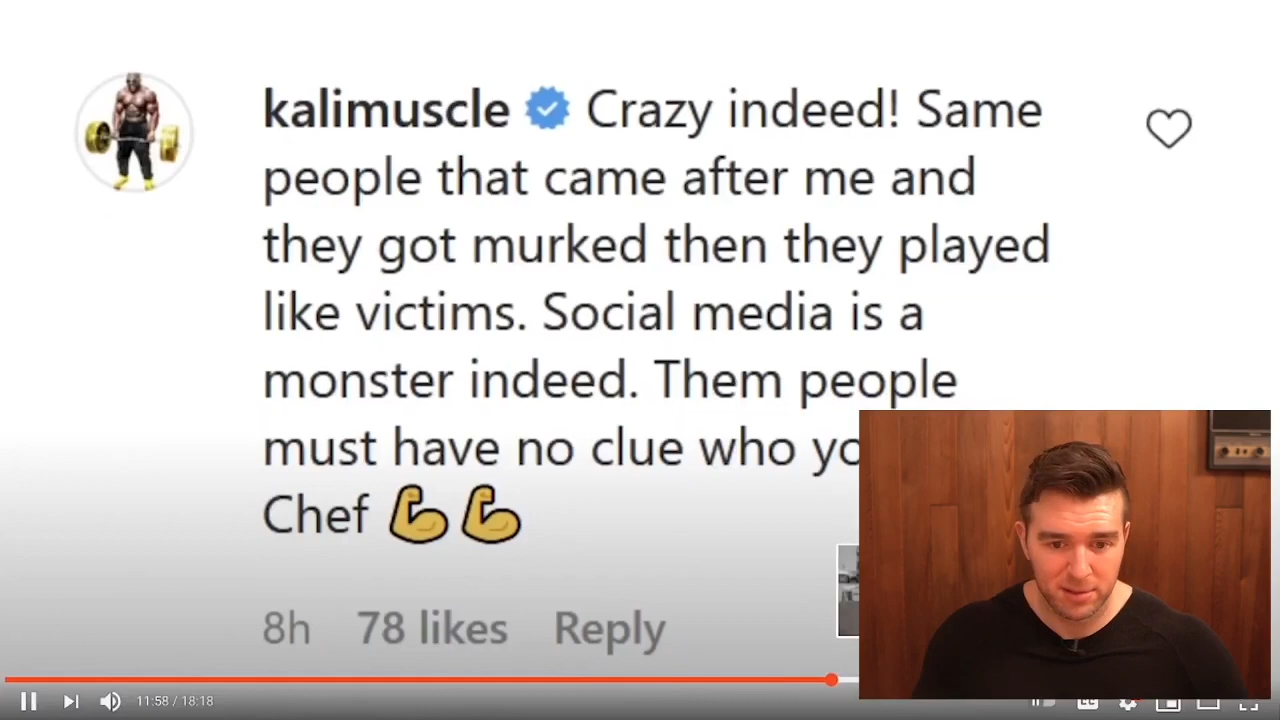 kalimuscle Crazy indeed! Same
people that came after me and
they got murked then they played
like victims. Social media is a
monster indeed. Them people
must have no clue who
Chef 💪💪
8h 78 likes Reply
11:58 / 18:18
CC